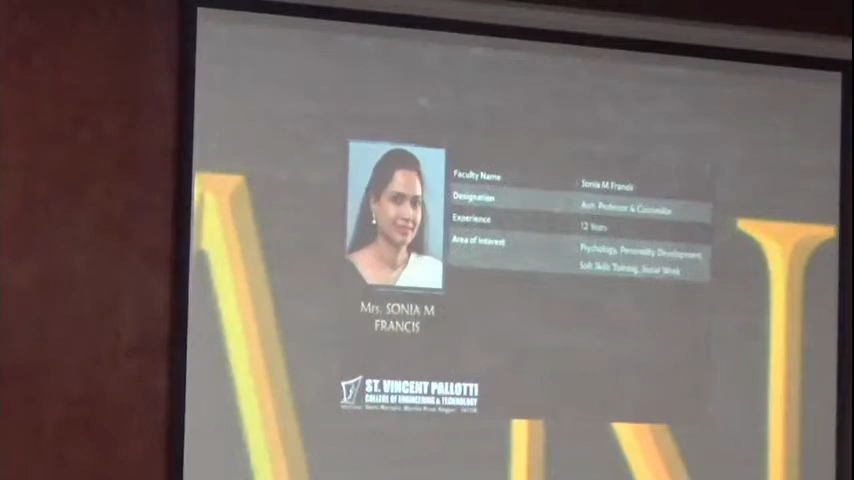 Faculty Name Sonia M Francis
Designation Asst. Professor & Counsellor
Experience 12 Years
Area of Interest Psychology, Personality Development,
Soft Skills Training, Social Work
Mrs. SONIA M
FRANCIS
ST. VINCENT PALLOTTI
COLLEGE OF ENGINEERING & TECHNOLOGY